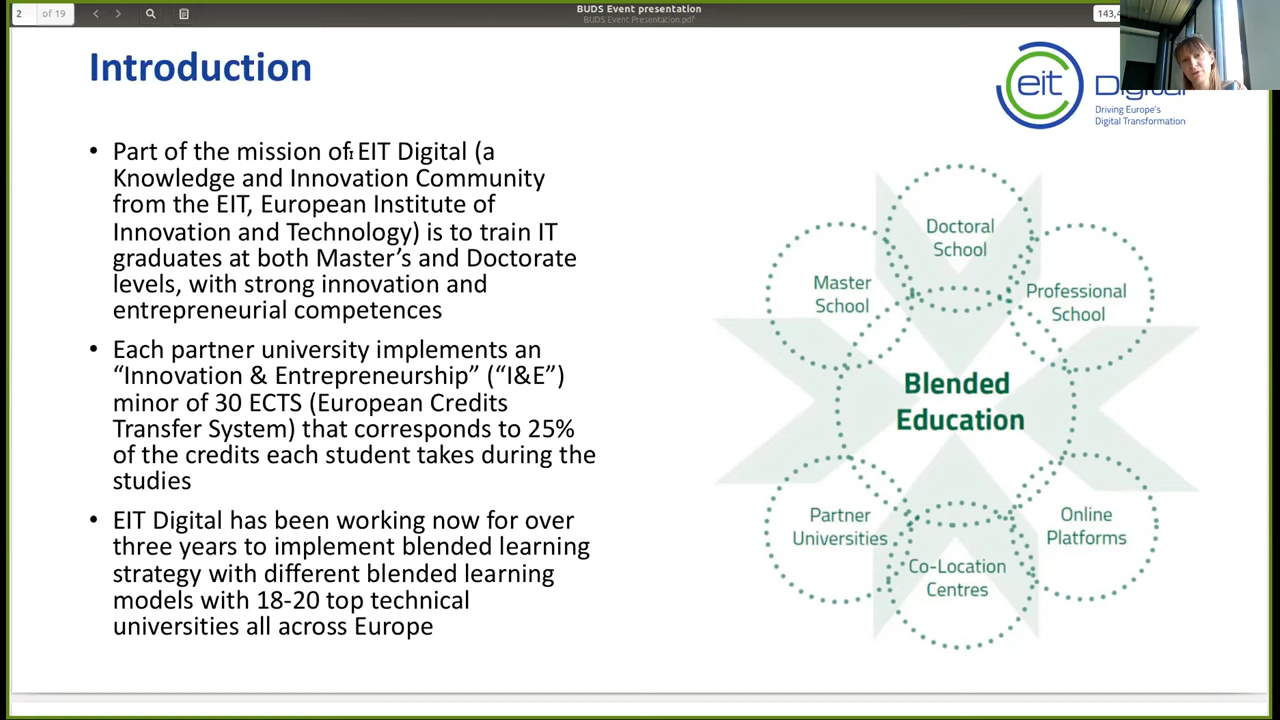 2 of 19
BUDS Event presentation
BUDS Event Presentation.pdf
143,4
Introduction
eit Digital
Driving Europe's
Digital Transformation
• Part of the mission of EIT Digital (a
Knowledge and Innovation Community
from the EIT, European Institute of
Innovation and Technology) is to train IT
graduates at both Master's and Doctorate
levels, with strong innovation and
entrepreneurial competences
• Each partner university implements an
“Innovation & Entrepreneurship” (“I&E”)
minor of 30 ECTS (European Credits
Transfer System) that corresponds to 25%
of the credits each student takes during the
studies
• EIT Digital has been working now for over
three years to implement blended learning
strategy with different blended learning
models with 18-20 top technical
universities all across Europe
Doctoral
School
Master
School
Professional
School
Blended
Education
Partner
Universities
Online
Platforms
Co-Location
Centres